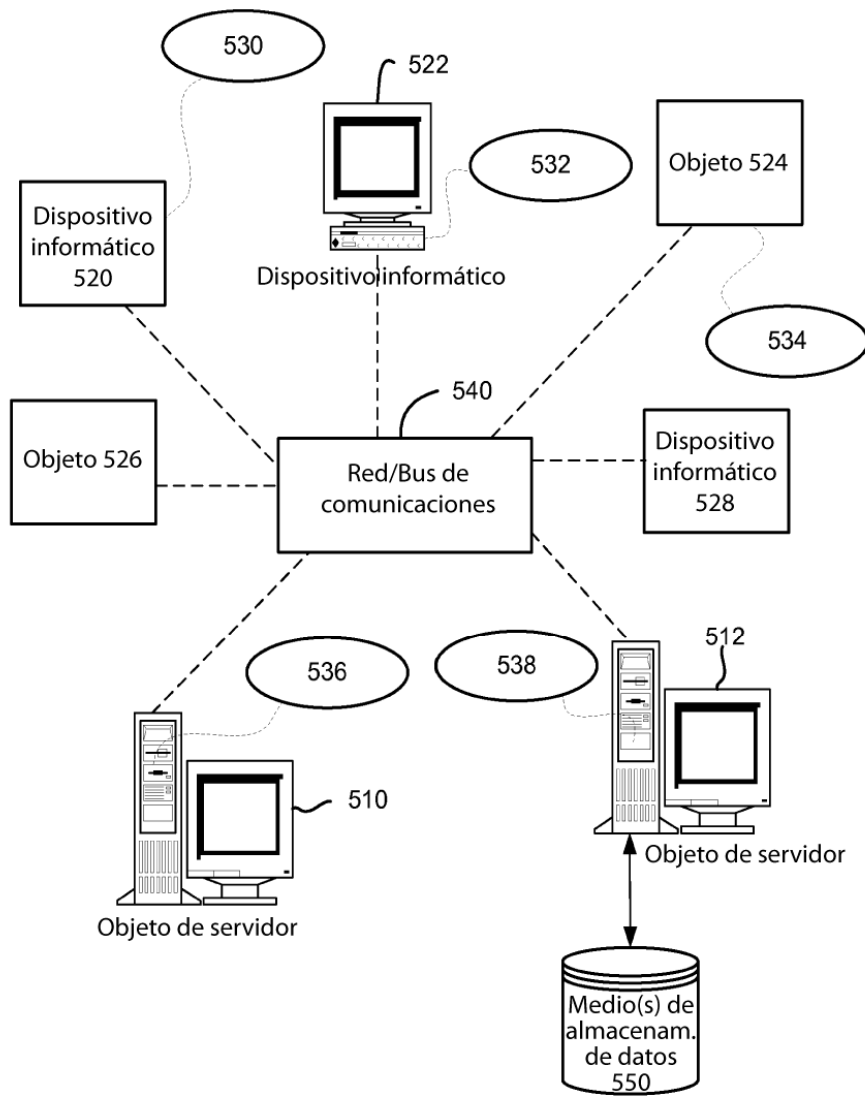 530
522
532
Objeto 524
Dispositivo
informático
520
Dispositivo informático
534
540
Objeto 526
Red/Bus de
comunicaciones
Dispositivo
informático
528
536
538
512
510
Objeto de servidor
Objeto de servidor
Medio(s) de
almacenam.
de datos
550